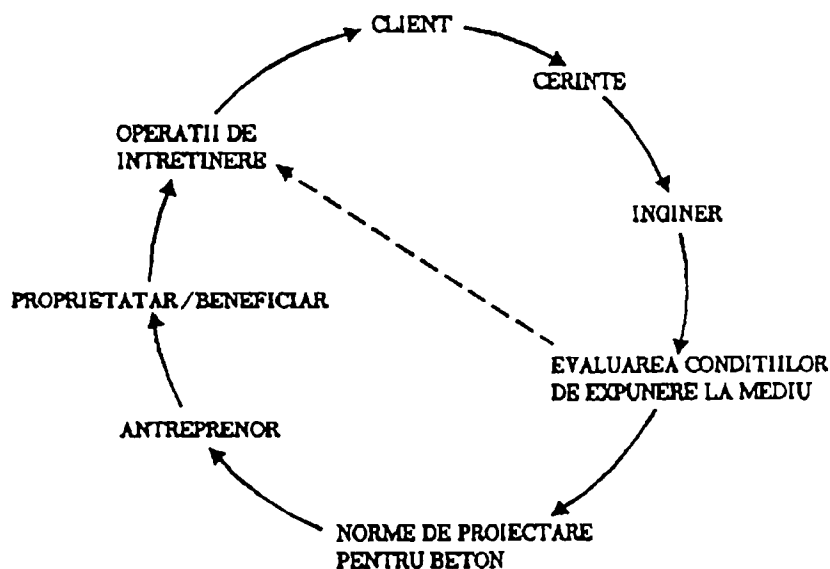 CLIENT
CERINTE
OPERATII DE
INTRETINERE
INGINER
PROPRIETATAR/BENEFICIAR
EVALUAREA CONDITIILOR
DE EXPUNERE LA MEDIU
ANTREPRENOR
NORME DE PROIECTARE
PENTRU BETON